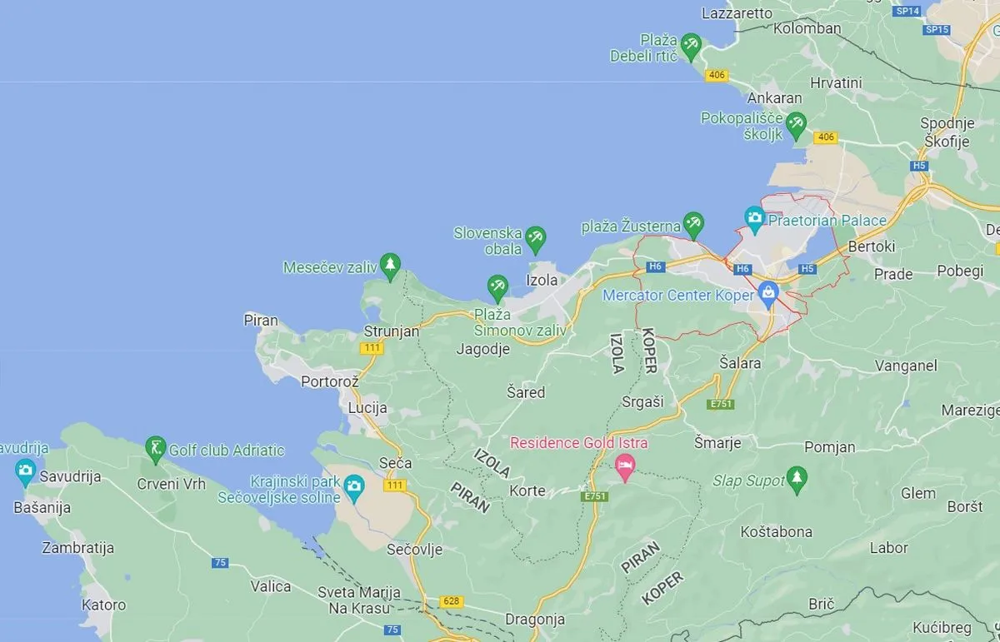 Lazzaretto
SP14
Kolomban
SP15
Plaža
Debeli rtič
406
Hrvatini
Ankaran
Pokopališče
školjk
406
Spodnje
Škofije
H5
Praetorian Palace
plaža Žusterna
Slovenska
obala
Bertoki
Mesečev zaliv
H6
H6
H5
Prade
Pobegi
Izola
Mercator Center Koper
Plaža
Simonov zaliv
Piran
Strunjan
111
Jagodje
IZOLA
KOPER
Šalara
Vanganel
Portorož
Šared
Srgaši
E751
Lucija
Marezige
Residence Gold Istra
Šmarje
Pomjan
Golf club Adriatic
avudrija
Savudrija
Crveni Vrh
Seča
IZOLA
Krajinski park
Sečoveljske soline
111
PIRAN
Korte
E751
Slap Supot
Glem
Boršt
Bašanija
Koštabona
Zambratija
Sečovlje
PIRAN
Labor
75
KOPER
Valica
Sveta Marija
Na Krasu
628
Katoro
75
Dragonja
Brič
Kućibreg